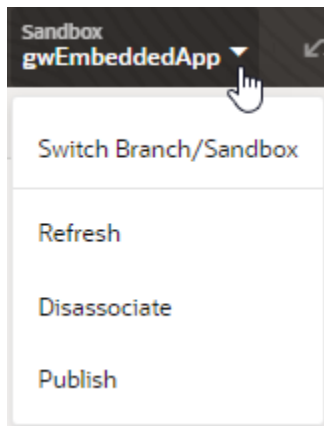 Sandbox
gwEmbeddedApp
Switch Branch/Sandbox
Refresh
Disassociate
Publish